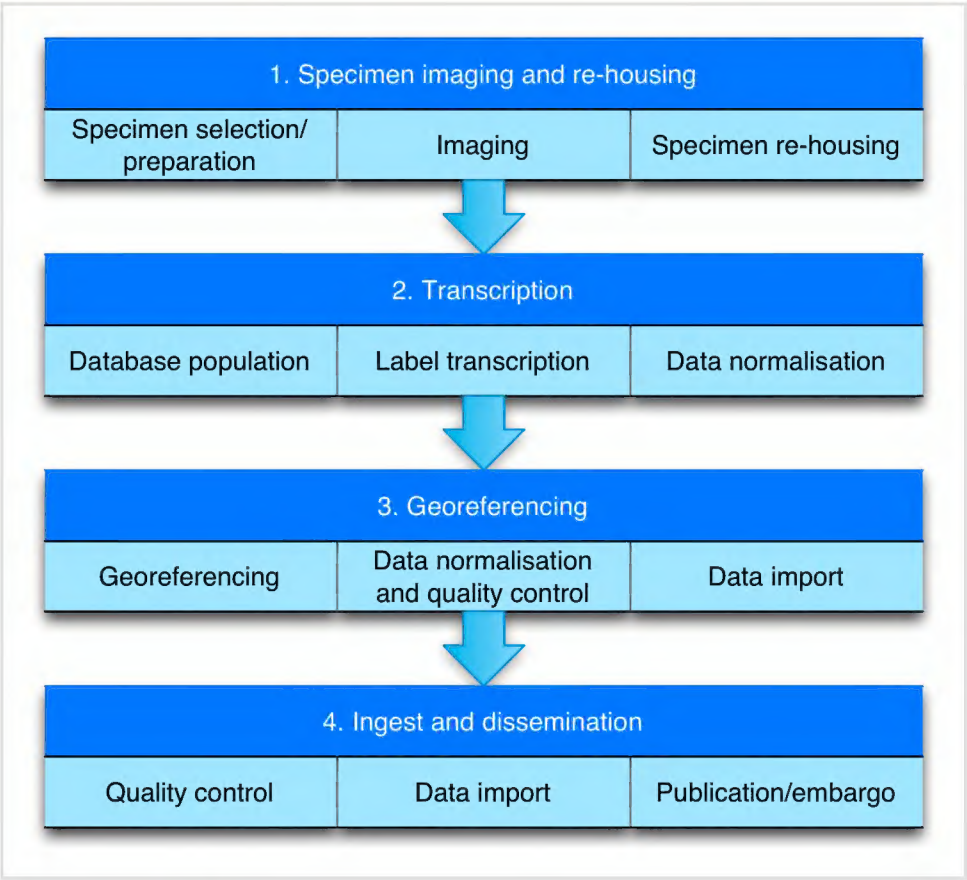 1. Specimen imaging and re-housing
Specimen selection/
preparation
Imaging
Specimen re-housing
2. Transcription
Database population
Label transcription
Data normalisation
3. Georeferencing
Georeferencing
Data normalisation
and quality control
Data import
4. Ingest and dissemination
Quality control
Data import
Publication/embargo